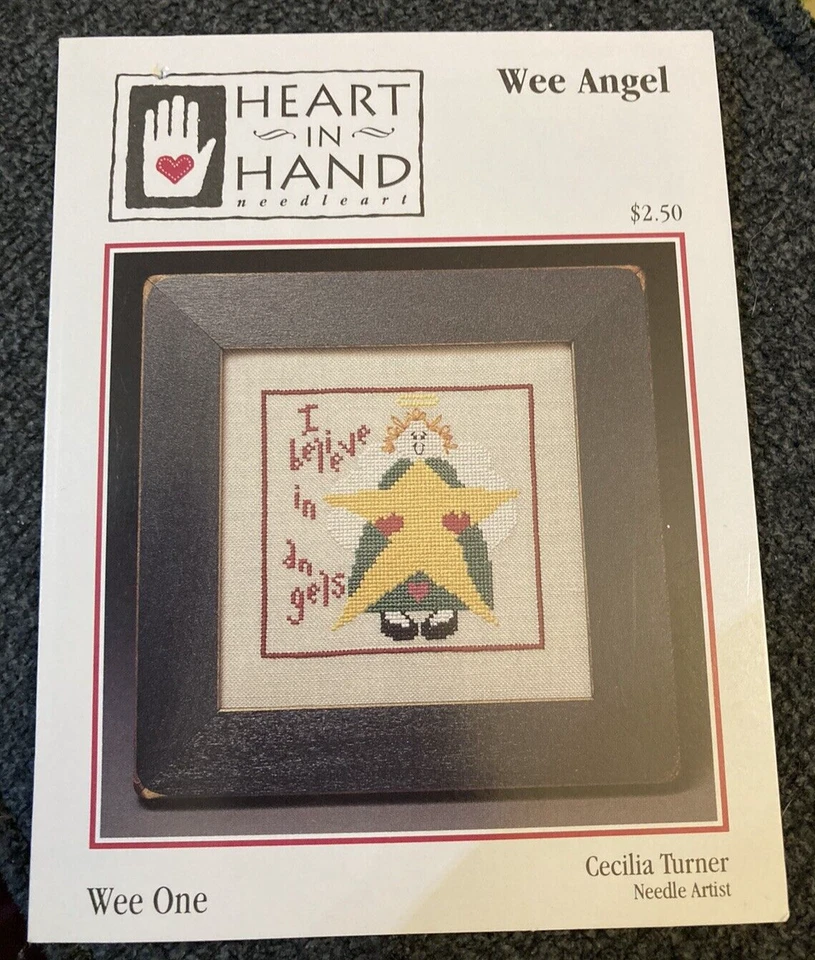 HEART
IN
HAND
needleart
Wee Angel
$2.50
I
believe
in
an
gels
Wee One
Cecilia Turner
Needle Artist